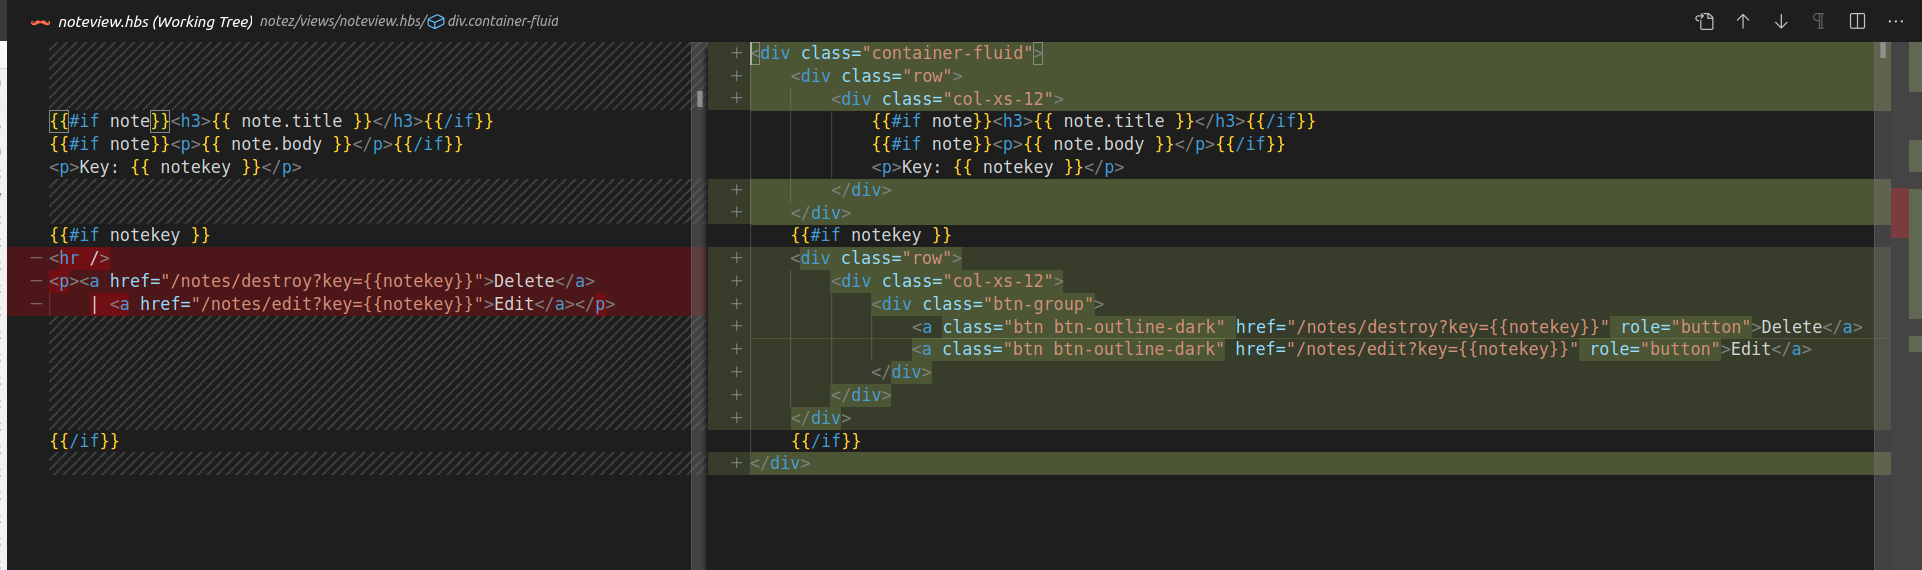 noteview.hbs (Working Tree) notez/views/noteview.hbs/ div.container-fluid
{{#if note}}<h3>{{ note.title }}</h3>{{/if}}
{{#if note}}<p>{{ note.body }}</p>{{/if}}
<p>Key: {{ notekey }}</p>
{{#if notekey }}
− <hr />
− <p><a href="/notes/destroy?key={{notekey}}">Delete</a>
− | <a href="/notes/edit?key={{notekey}}">Edit</a></p>
{{/if}}
+ <div class="container-fluid">
+ <div class="row">
+ <div class="col-xs-12">
{{#if note}}<h3>{{ note.title }}</h3>{{/if}}
{{#if note}}<p>{{ note.body }}</p>{{/if}}
<p>Key: {{ notekey }}</p>
+ </div>
+ </div>
{{#if notekey }}
+ <div class="row">
+ <div class="col-xs-12">
+ <div class="btn-group">
+ <a class="btn btn-outline-dark" href="/notes/destroy?key={{notekey}}" role="button">Delete</a>
+ <a class="btn btn-outline-dark" href="/notes/edit?key={{notekey}}" role="button">Edit</a>
+ </div>
+ </div>
+ </div>
{{/if}}
+ </div>